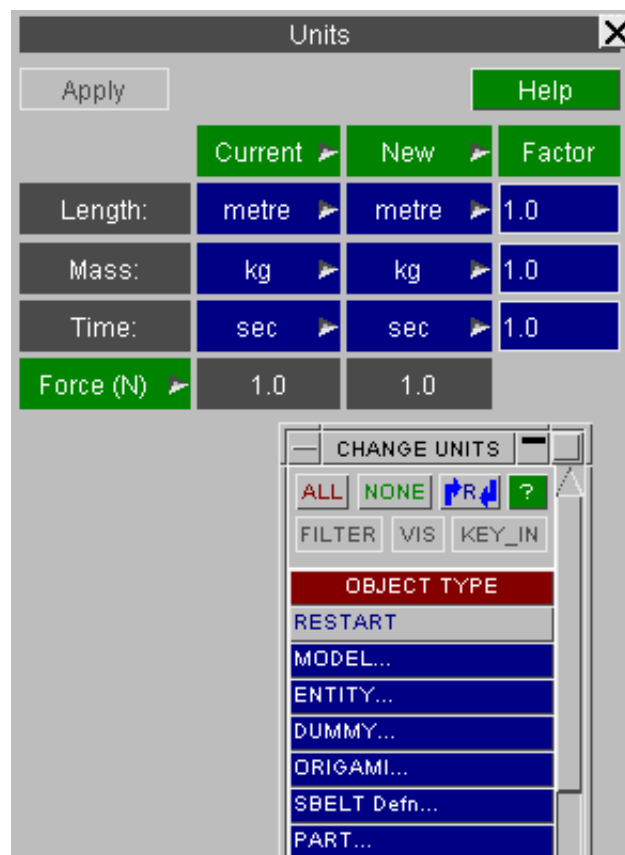 Units
Apply Help
Current New Factor
Length: metre metre 1.0
Mass: kg kg 1.0
Time: sec sec 1.0
Force (N) 1.0 1.0
CHANGE UNITS
ALL NONE R ?
FILTER VIS KEY_IN
OBJECT TYPE
RESTART
MODEL...
ENTITY...
DUMMY...
ORIGAMI...
SBELT Defn...
PART...